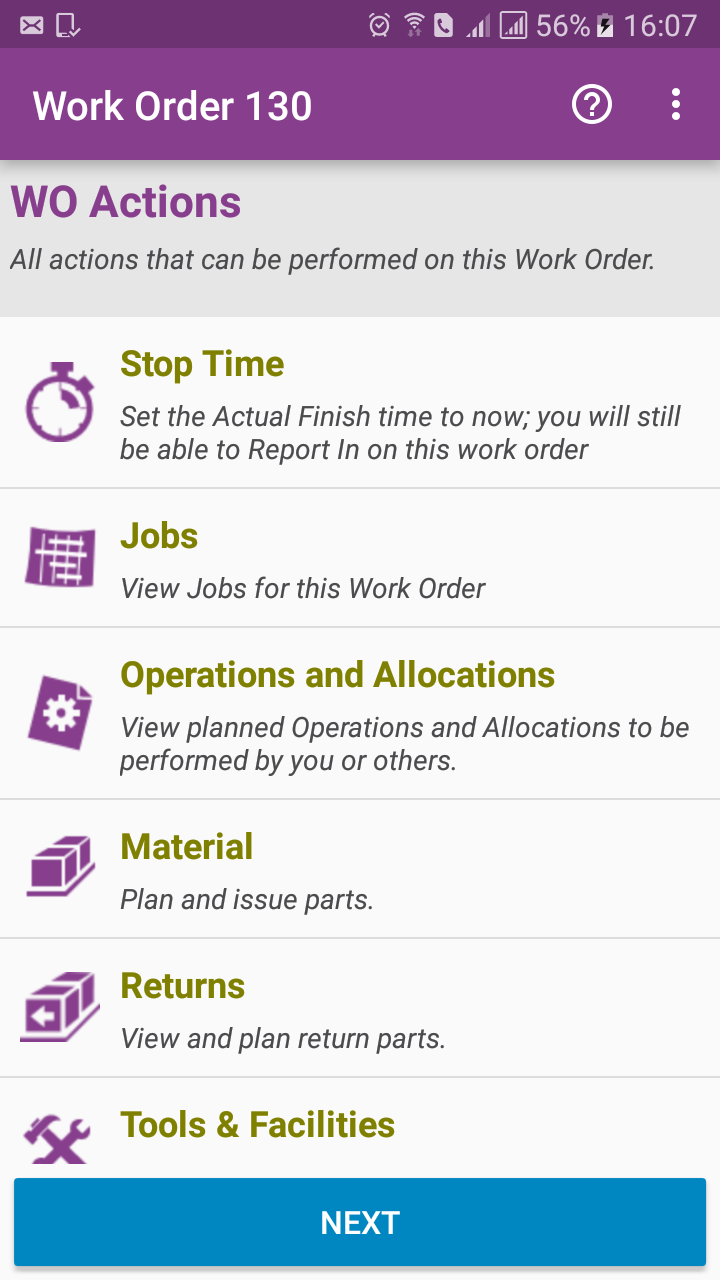 56% 16:07
Work Order 130
WO Actions
All actions that can be performed on this Work Order.
Stop Time
Set the Actual Finish time to now; you will still
be able to Report In on this work order
Jobs
View Jobs for this Work Order
Operations and Allocations
View planned Operations and Allocations to be
performed by you or others.
Material
Plan and issue parts.
Returns
View and plan return parts.
Tools & Facilities
NEXT